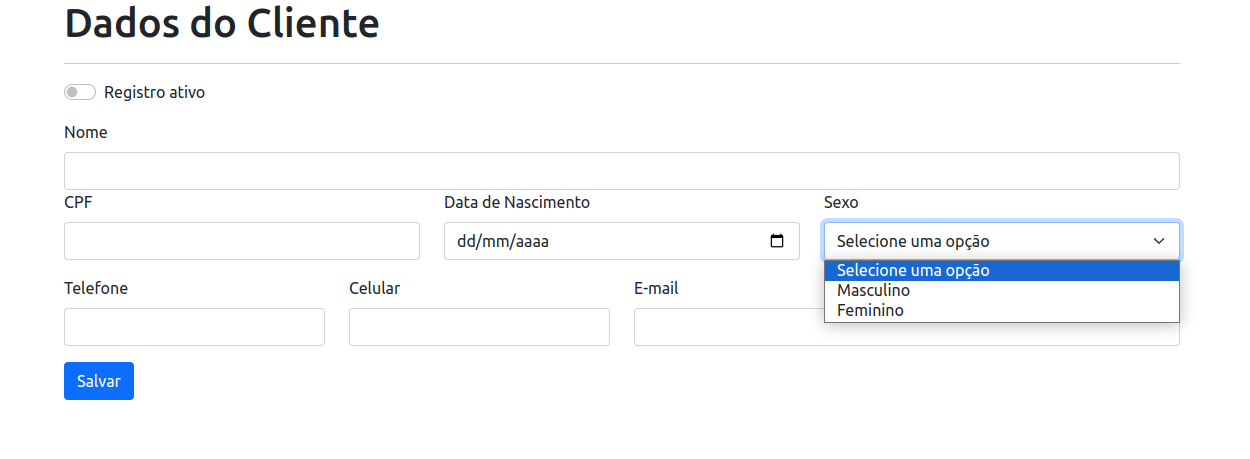 Dados do Cliente
Registro ativo
Nome
CPF
Data de Nascimento
Sexo
dd/mm/aaaa
Selecione uma opção
Selecione uma opção
Masculino
Feminino
Telefone
Celular
E-mail
Salvar